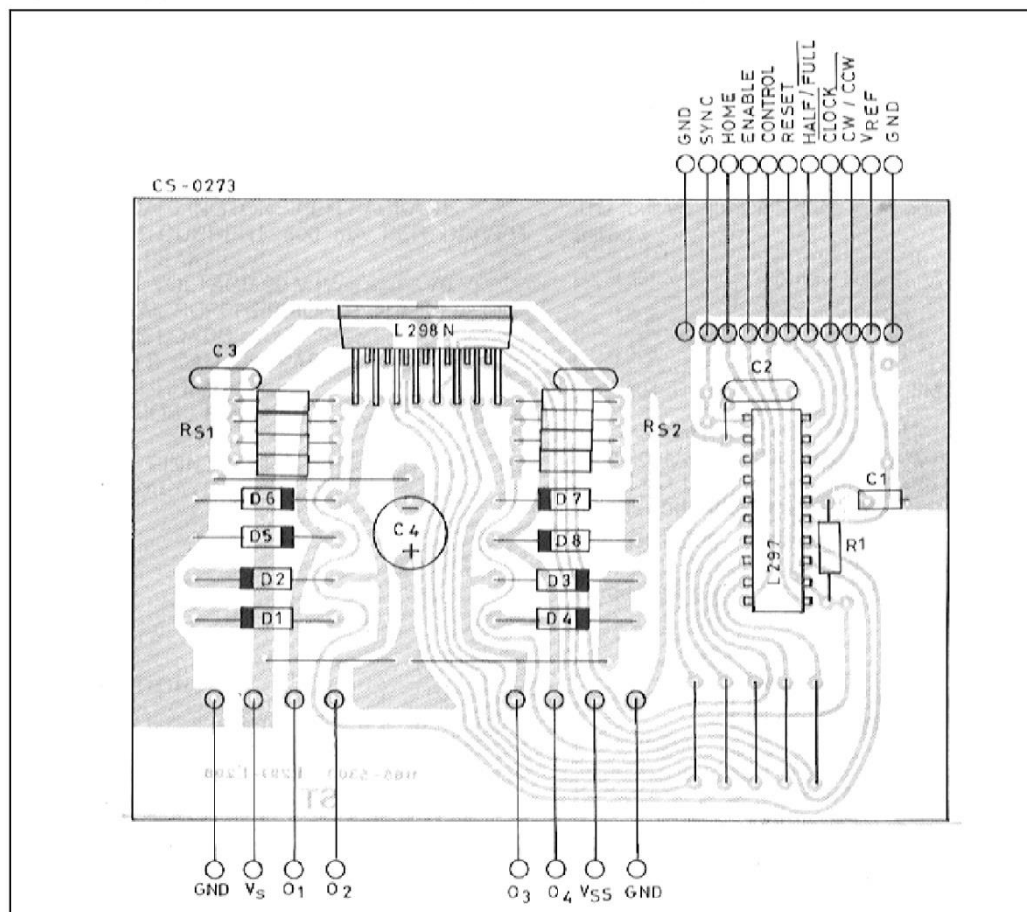 GND
SYNC
HOME
ENABLE
CONTROL
RESET
HALF / FULL
CLOCK
CW / CCW
VREF
GND
CS-0273
L298N
C3
C2
RS1
RS2
C1
D6
D7
C4
D5
D8
R1
L297
D2
D3
D1
D4
−
+
ST
GND
VS
O1
O2
O3
O4
VSS
GND